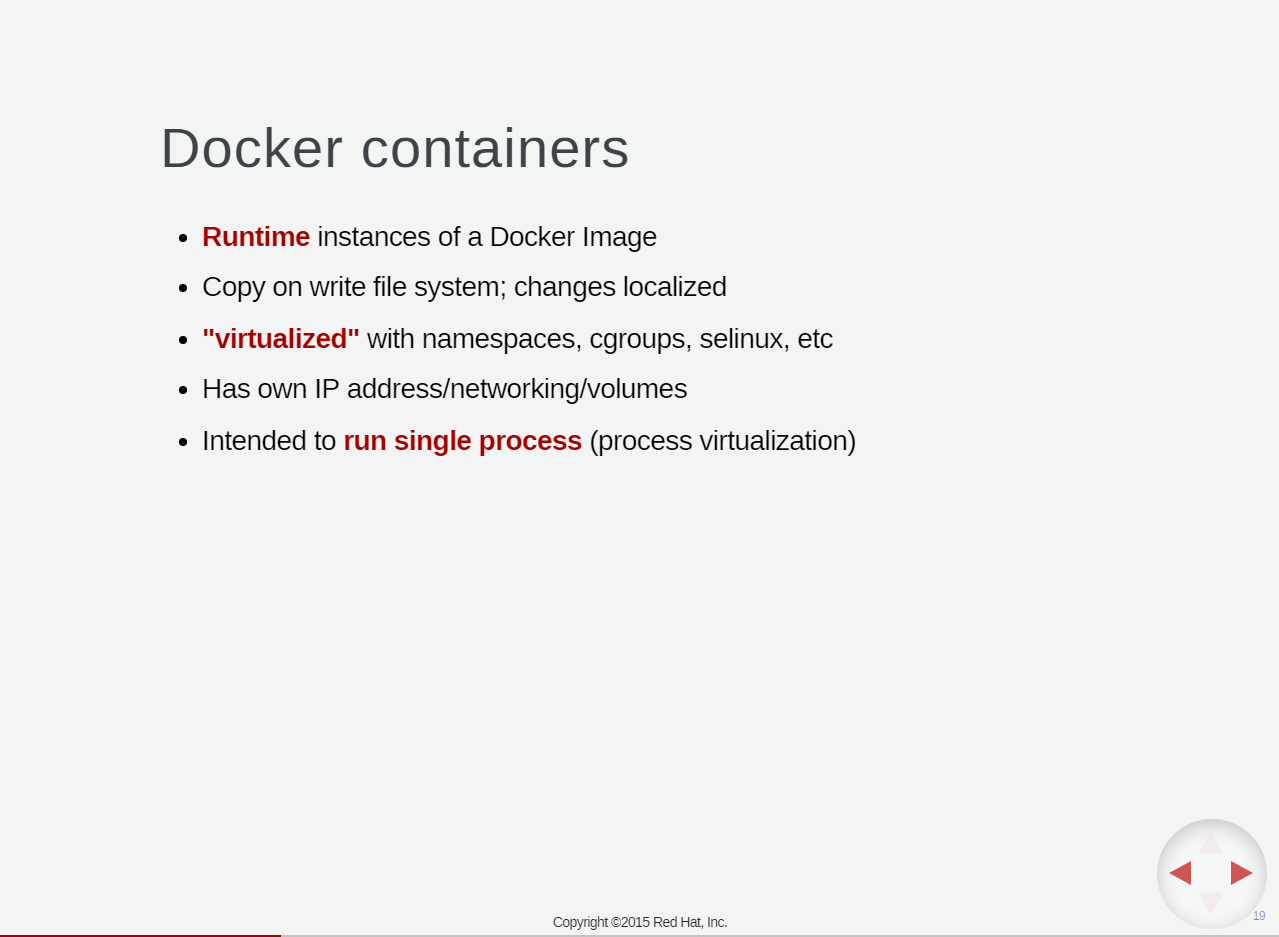 Docker containers
Runtime instances of a Docker Image
Copy on write file system; changes localized
"virtualized" with namespaces, cgroups, selinux, etc
Has own IP address/networking/volumes
Intended to run single process (process virtualization)
Copyright ©2015 Red Hat, Inc.
19